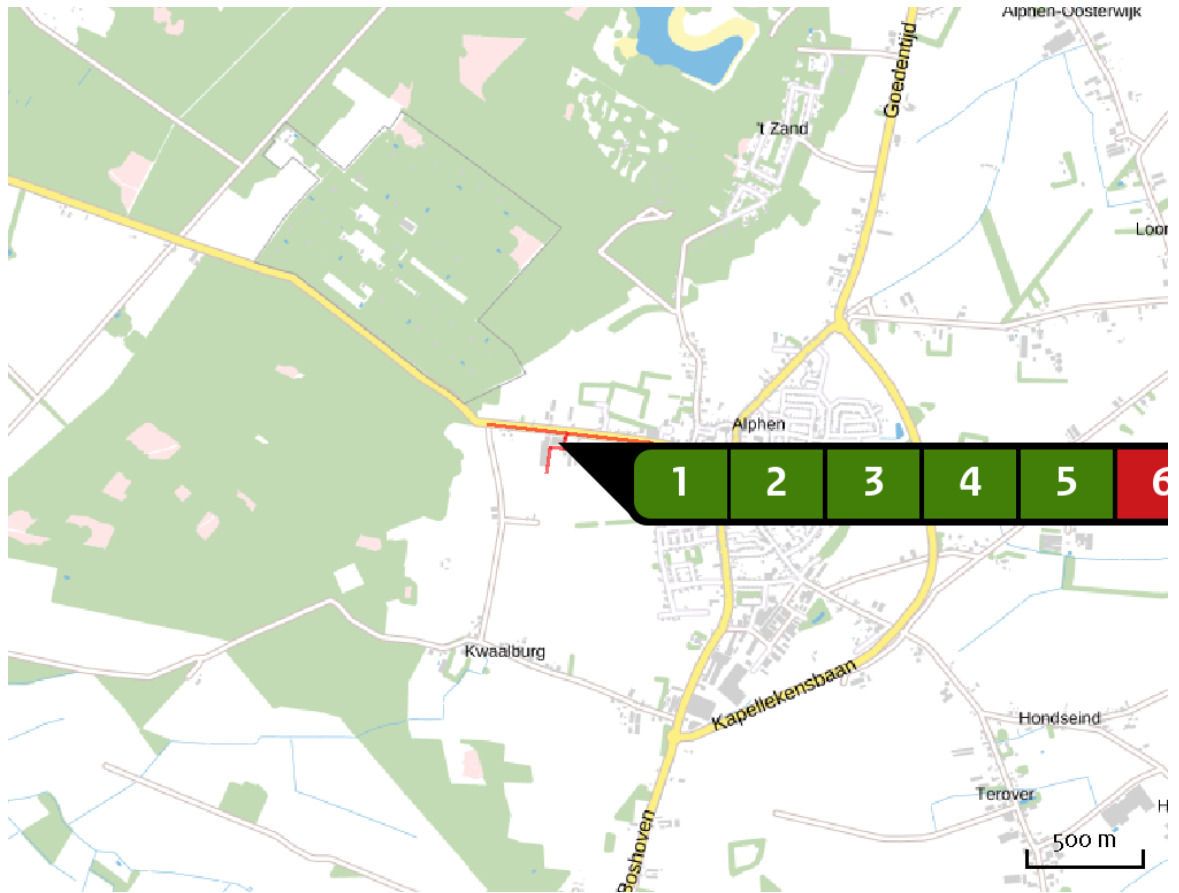 Alphen-Oosterwijk
Goedentijd
't Zand
Loon
Alphen
1 2 3 4 5 6
Kwaalburg
Kapellekensbaan
Hondseind
Terover
H
500 m
Boshoven